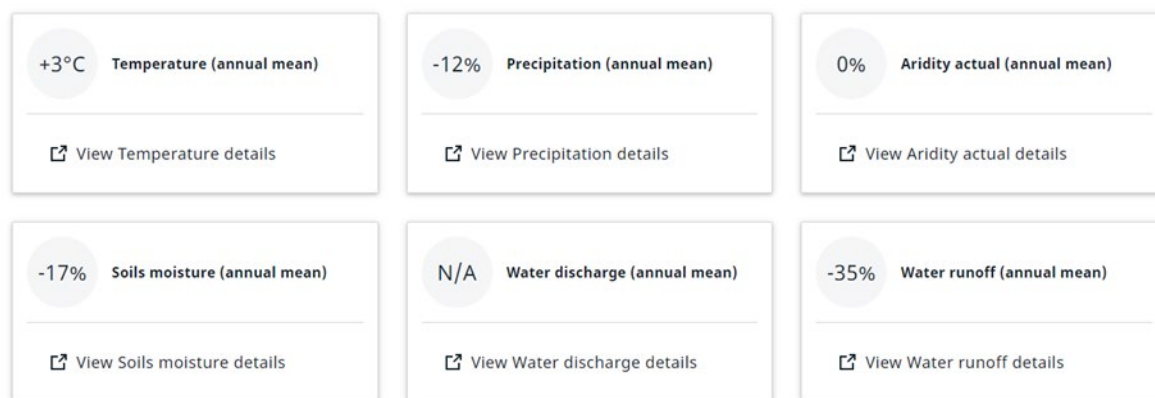 +3°C Temperature (annual mean)
View Temperature details
-12% Precipitation (annual mean)
View Precipitation details
0% Aridity actual (annual mean)
View Aridity actual details
-17% Soils moisture (annual mean)
View Soils moisture details
N/A Water discharge (annual mean)
View Water discharge details
-35% Water runoff (annual mean)
View Water runoff details